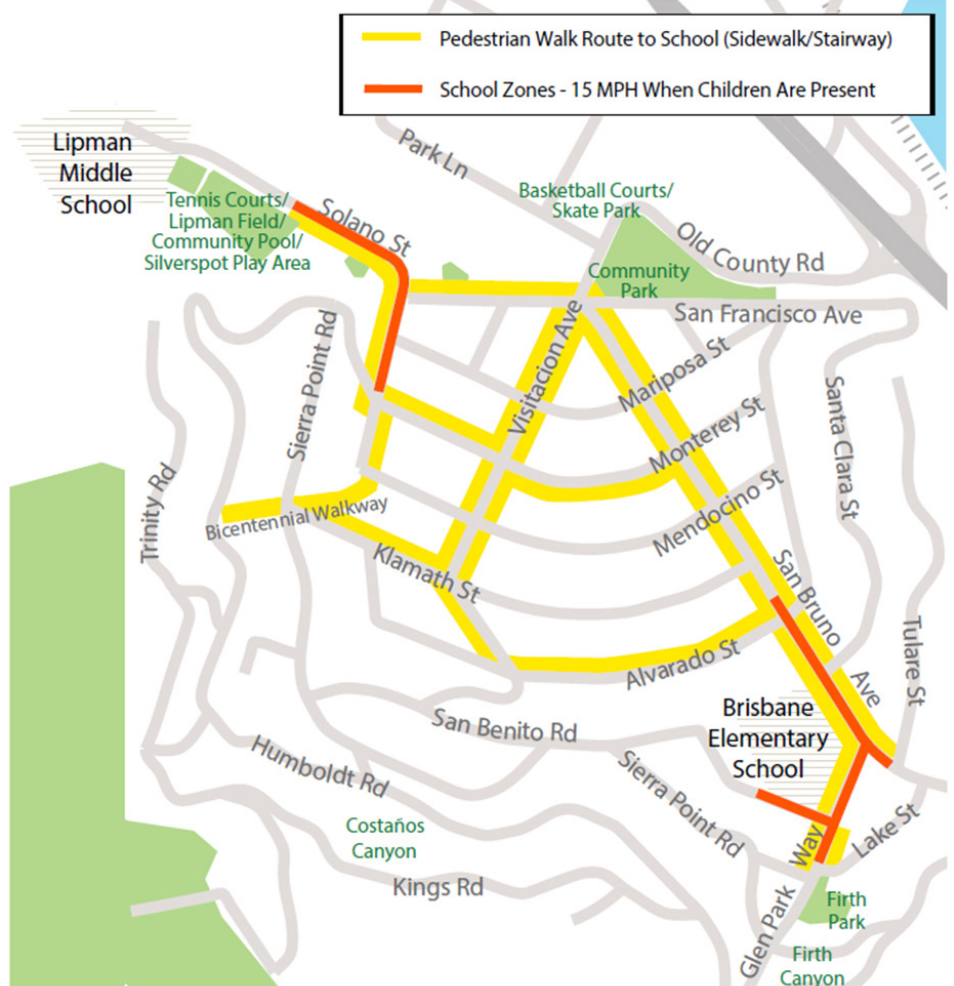 Pedestrian Walk Route to School (Sidewalk/Stairway)
School Zones - 15 MPH When Children Are Present
Lipman
Middle
School
Park Ln
Tennis Courts/
Lipman Field/
Community Pool/
Silverspot Play Area
Solano St
Basketball Courts/
Skate Park
Old County Rd
Community
Park
San Francisco Ave
Sierra Point Rd
Visitacion Ave
Mariposa St
Santa Clara St
Monterey St
Trinity Rd
Bicentennial Walkway
Mendocino St
Klamath St
San Bruno Ave
Tulare St
Alvarado St
Brisbane
Elementary
School
San Benito Rd
Humboldt Rd
Sierra Point Rd
Costaños
Canyon
Lake St
Kings Rd
Glen Park Way
Firth
Park
Firth
Canyon